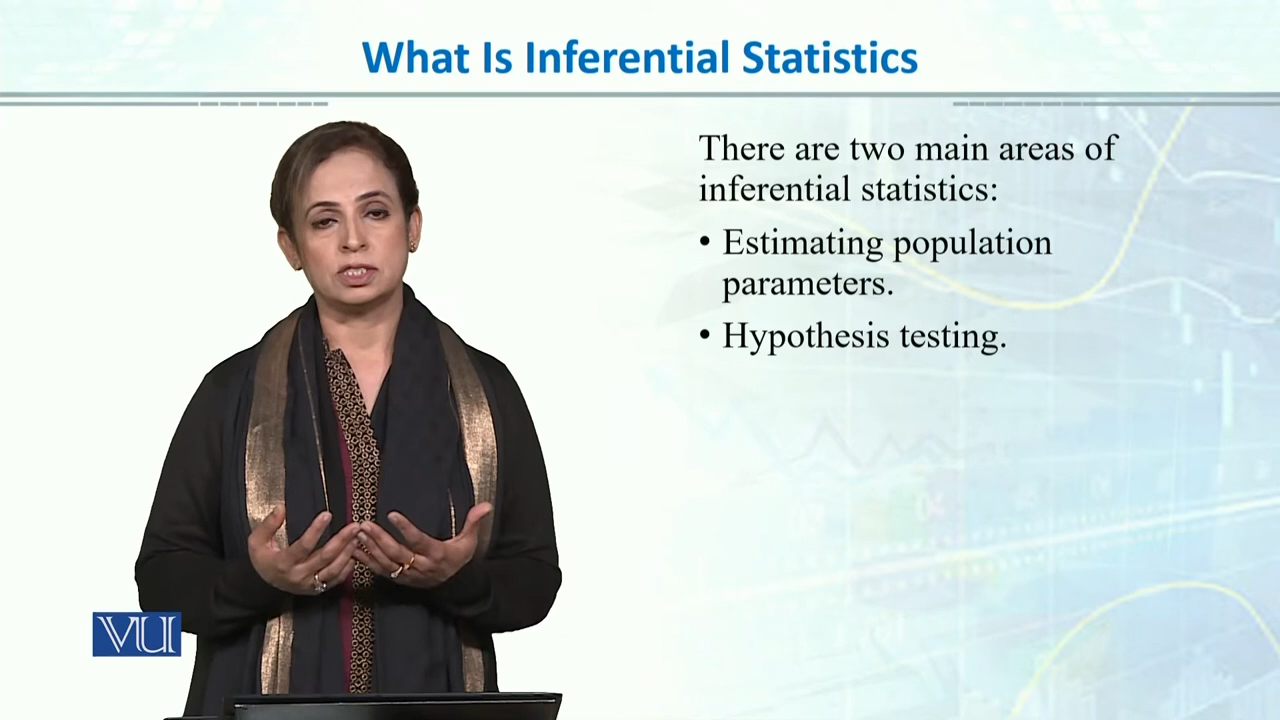 What Is Inferential Statistics
There are two main areas of
inferential statistics:
• Estimating population
parameters.
• Hypothesis testing.
VU